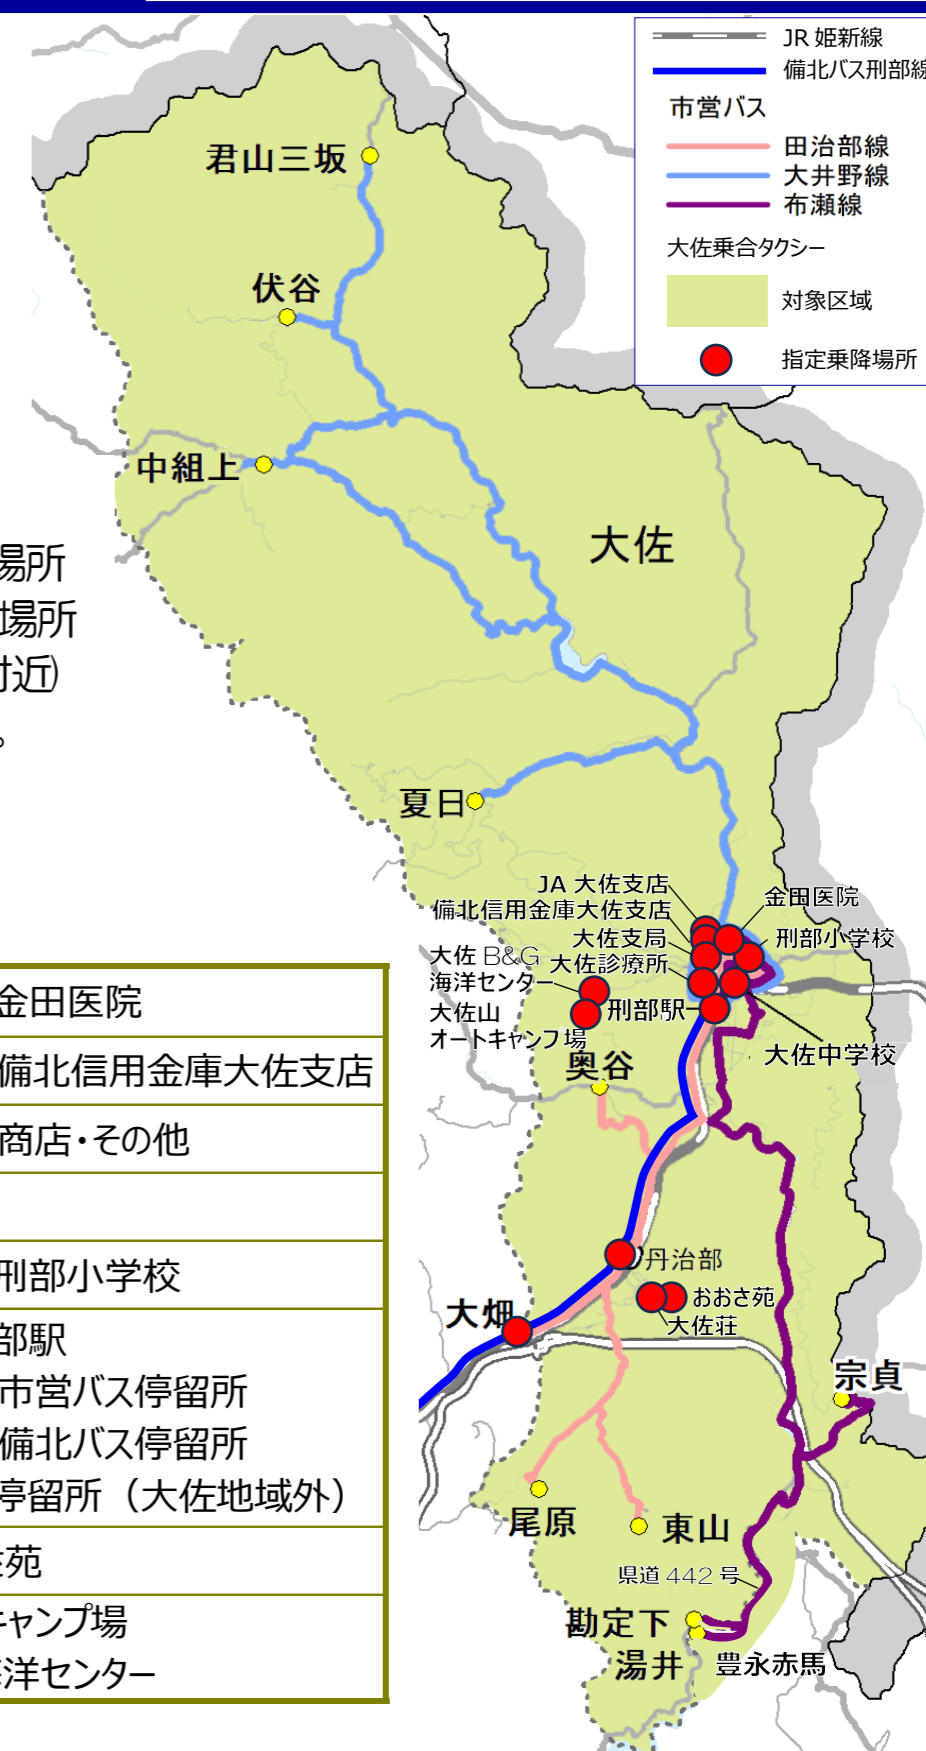 JR 姫新線
備北バス刑部線
市営バス
田治部線
大井野線
布瀬線
大佐乗合タクシー
対象区域
指定乗降場所
君山三坂
伏谷
中組上
大佐
場所
場所
付近)
。
夏日
JA 大佐支店
備北信用金庫大佐支店
大佐支局
大佐診療所
金田医院
刑部小学校
大佐 B&G
海洋センター
大佐山
オートキャンプ場
刑部駅
大佐中学校
奥谷
丹治部
おおさ苑
大佐荘
大畑
宗貞
尾原
東山
県道 442 号
勘定下
湯井
豊永赤馬
金田医院
備北信用金庫大佐支店
商店・その他
刑部小学校
部駅
市営バス停留所
備北バス停留所
停留所（大佐地域外）
苑
キャンプ場
海洋センター